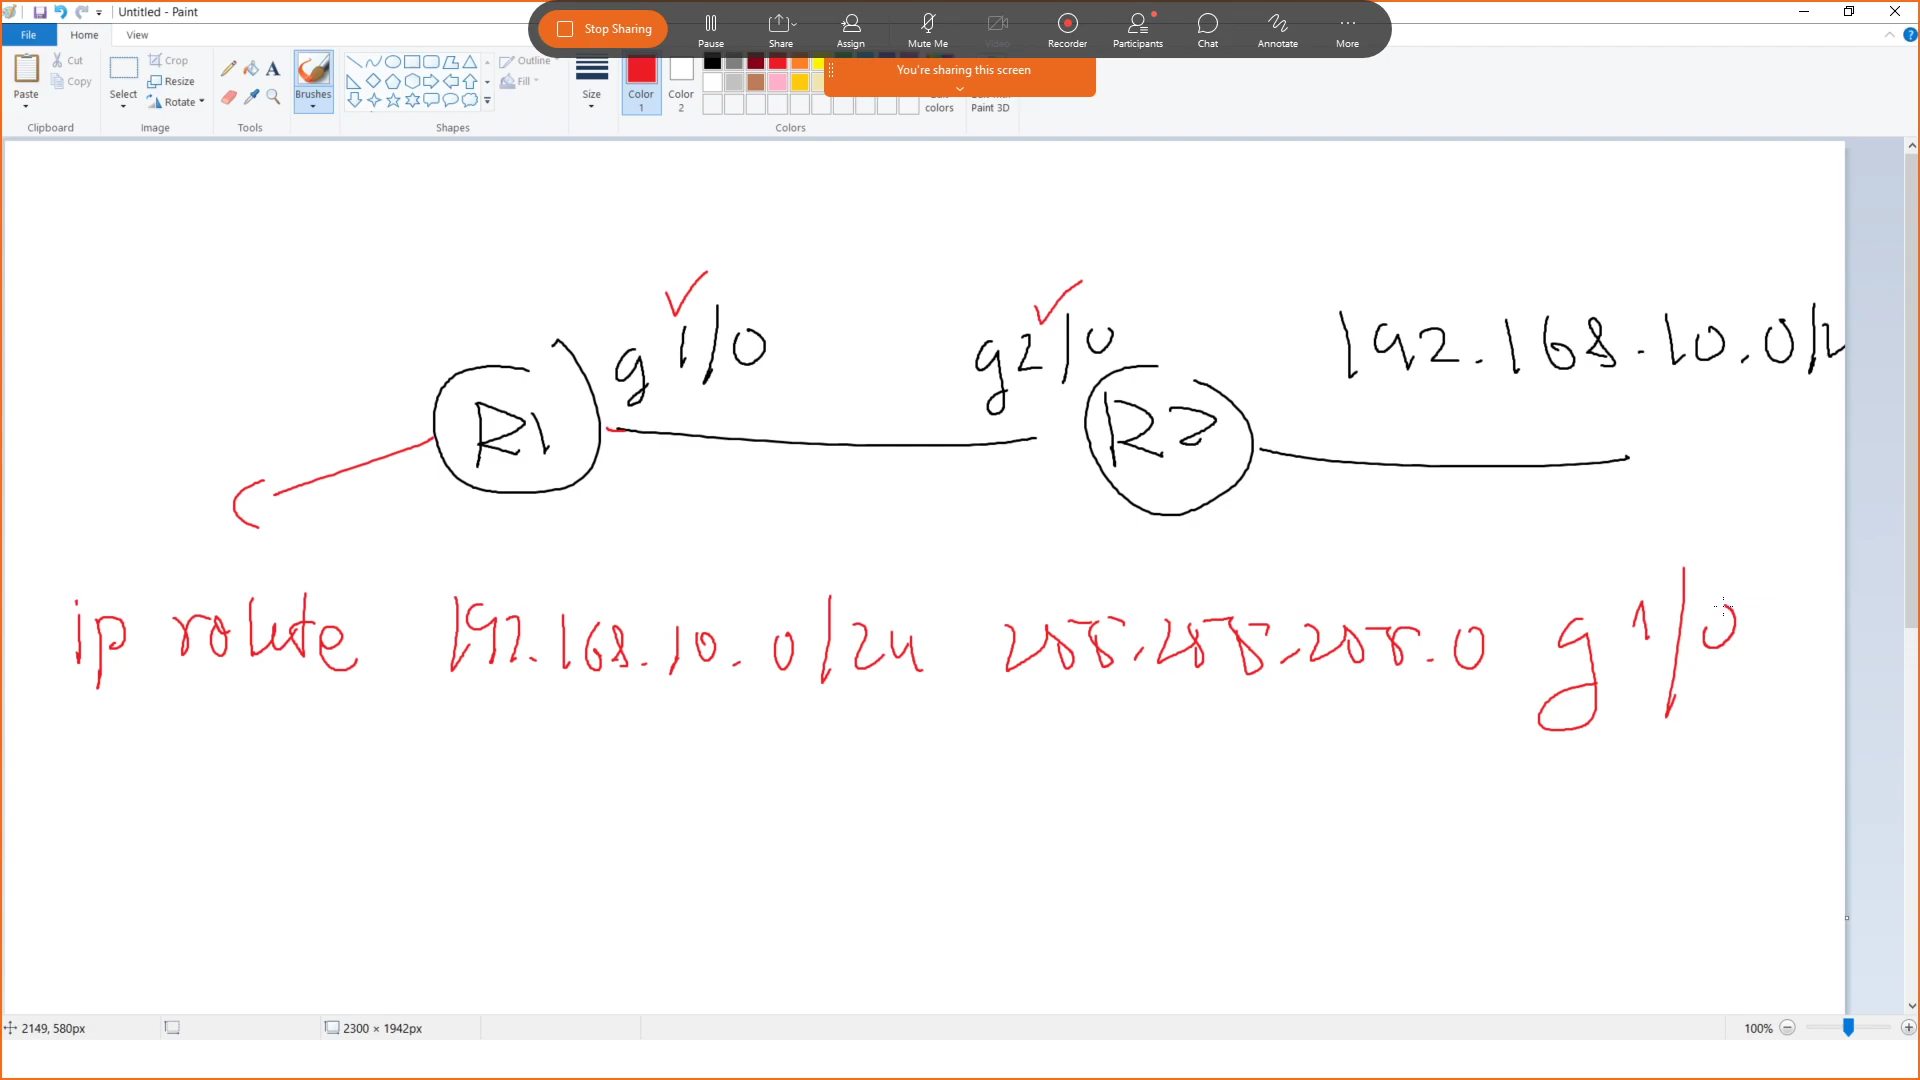 Untitled - Paint
Stop Sharing
Pause
Share
Assign
Mute Me
Video
Recorder
Participants
Chat
Annotate
More
You're sharing this screen
File
Home
View
Paste
Cut
Copy
Clipboard
Select
Crop
Resize
Rotate
Image
A
Tools
Brushes
Shapes
Outline
Fill
Size
Color
1
Color
2
colors
Colors
Paint 3D
g 1/0
g2/0
192.168.10.0/2
R1
R2
ip route 192.168.10.0/24 255.255.255.0 g 1/0
2149, 580px
2300 × 1942px
100%